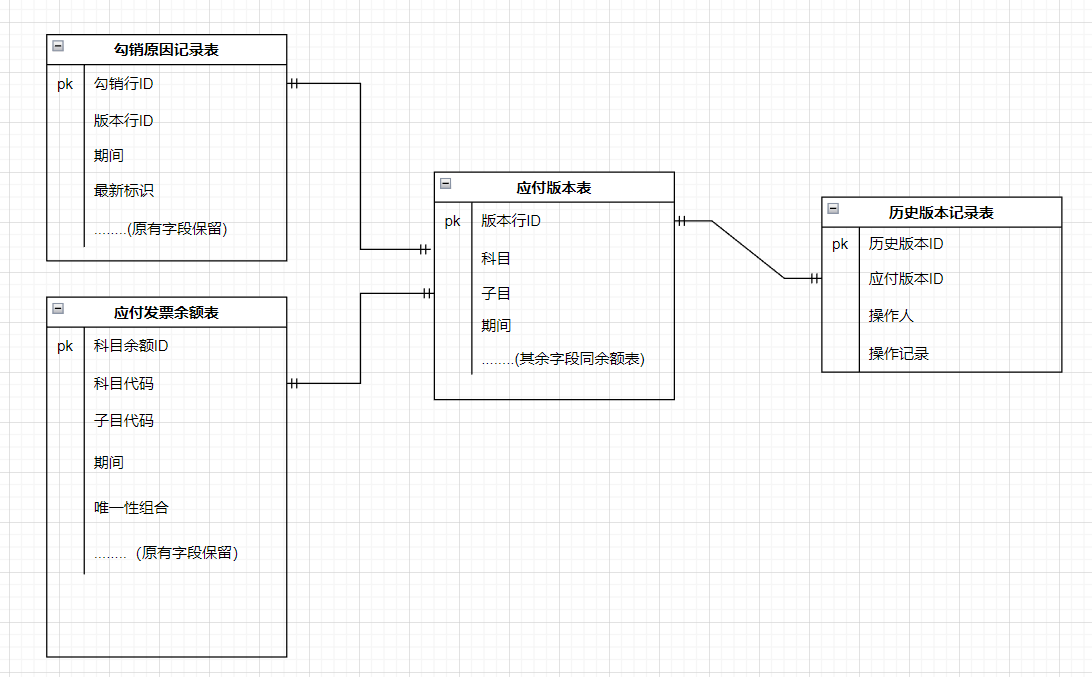 勾销原因记录表
pk 勾销行ID
版本行ID
期间
最新标识
........(原有字段保留)
应付发票余额表
pk 科目余额ID
科目代码
子目代码
期间
唯一性组合
........ (原有字段保留)
应付版本表
pk 版本行ID
科目
子目
期间
........(其余字段同余额表)
历史版本记录表
pk 历史版本ID
应付版本ID
操作人
操作记录